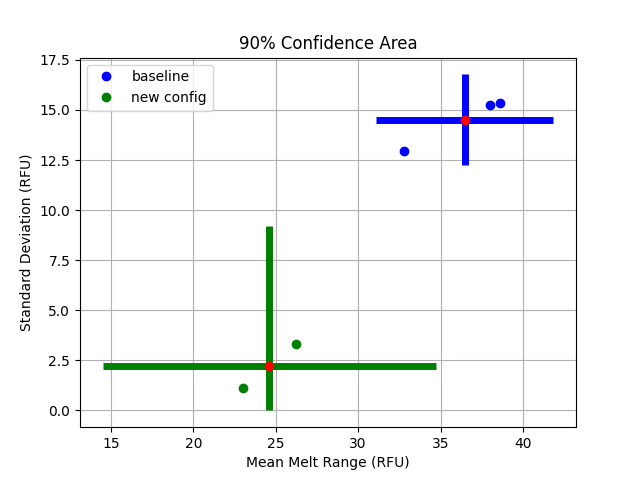 90% Confidence Area
baseline
new config
17.5
15.0
12.5
10.0
7.5
5.0
2.5
0.0
Standard Deviation (RFU)
15
20
25
30
35
40
Mean Melt Range (RFU)